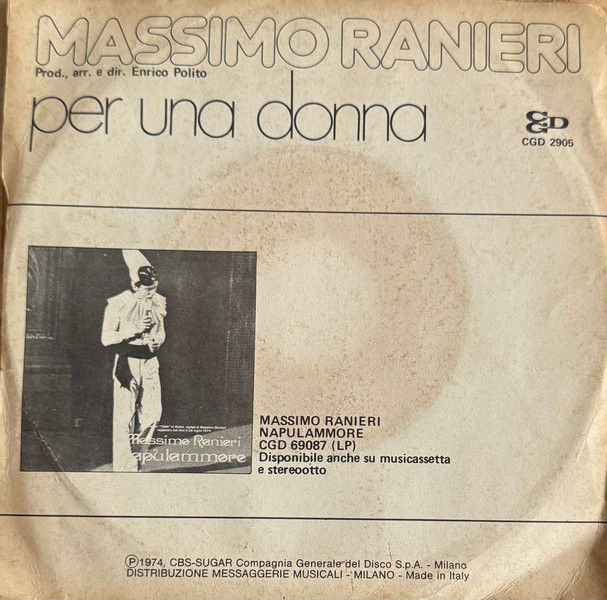 MASSIMO RANIERI
Prod., arr. e dir. Enrico Polito
per una donna
CGD
CGD 2905
Massimo Ranieri
apulammore
MASSIMO RANIERI
NAPULAMMORE
CGD 69087 (LP)
Disponibile anche su musicassetta
e stereootto
Ⓟ1974, CBS-SUGAR Compagnia Generale del Disco S.p.A. - Milano
DISTRIBUZIONE MESSAGGERIE MUSICALI - MILANO - Made in Italy